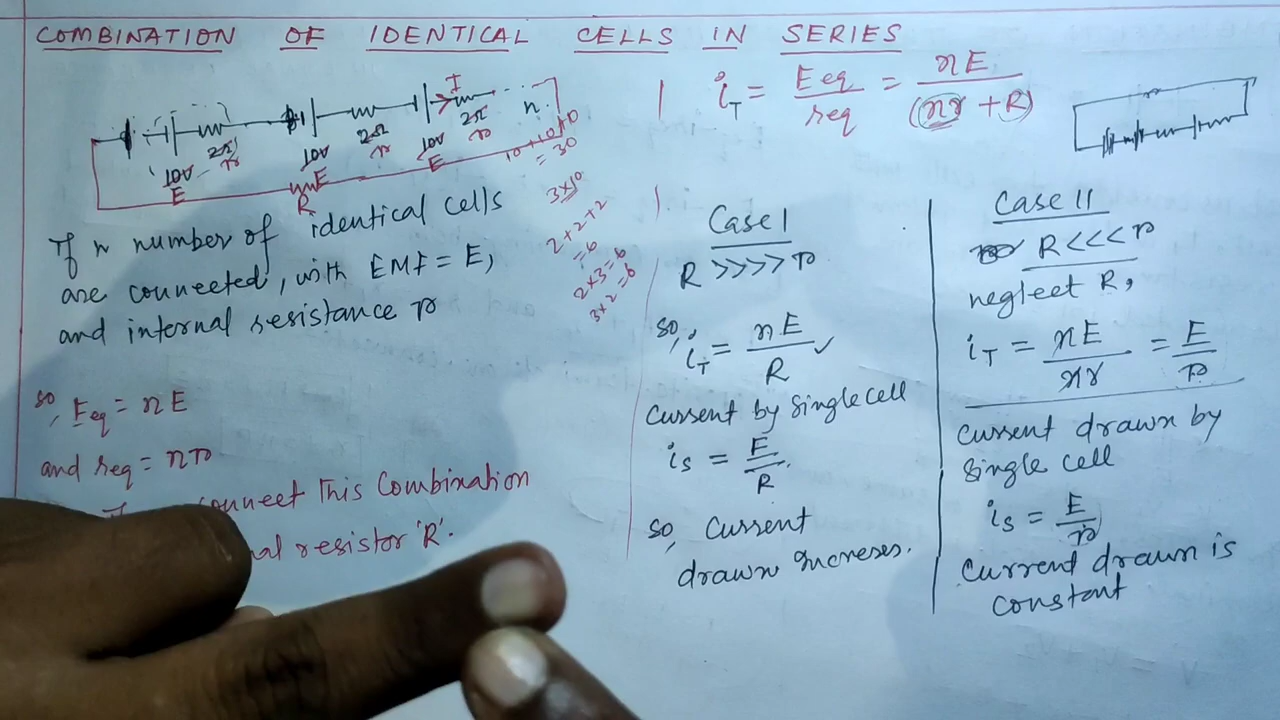 COMBINATION OF IDENTICAL CELLS IN SERIES
I
n
2Ω 2Ω 2Ω
r r r
10V 10V 10V
E E E
R
10+10+10
= 30
3×10
2+2+2
= 6
2×3=6
3×2=6
If n number of identical cells
are connected, with EMF = E,
and internal resistance r
so, Eeq = nE
and req = nr
connect This Combination
nal resistor 'R'.
iT = Eeq/req = nE/(nr + R)
Case I
R >>>> r
so, iT = nE/R ✓
Current by Single cell
is = E/R.
so, Current
drawn increses.
Case II
R <<< r
neglect R,
iT = nE/nr = E/r
Current drawn by
Single cell
is = E/r
Current drawn is
constant